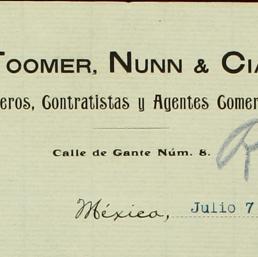 TOOMER, NUNN & CIA
eros, Contratistas y Agentes Comer
Calle de Gante Núm. 8.
México, Julio 7